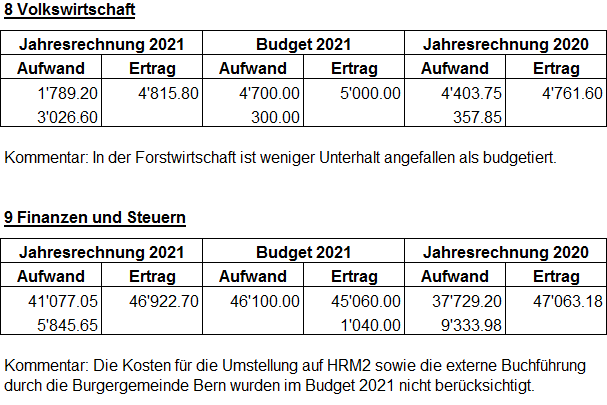 8 Volkswirtschaft
Jahresrechnung 2021 Budget 2021 Jahresrechnung 2020
Aufwand Ertrag Aufwand Ertrag Aufwand Ertrag
1'789.20 4'815.80 4'700.00 5'000.00 4'403.75 4'761.60
3'026.60 300.00 357.85
Kommentar: In der Forstwirtschaft ist weniger Unterhalt angefallen als budgetiert.
9 Finanzen und Steuern
Jahresrechnung 2021 Budget 2021 Jahresrechnung 2020
Aufwand Ertrag Aufwand Ertrag Aufwand Ertrag
41'077.05 46'922.70 46'100.00 45'060.00 37'729.20 47'063.18
5'845.65 1'040.00 9'333.98
Kommentar: Die Kosten für die Umstellung auf HRM2 sowie die externe Buchführung
durch die Burgergemeinde Bern wurden im Budget 2021 nicht berücksichtigt.